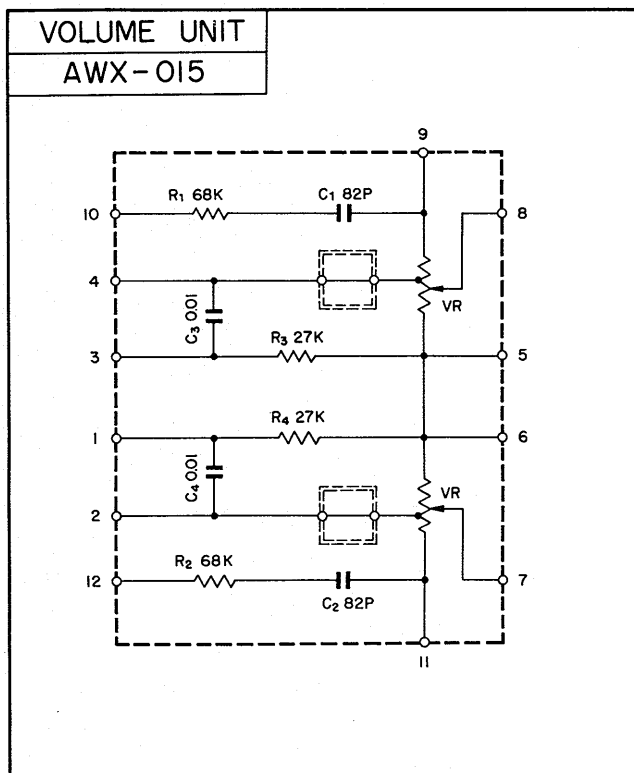 VOLUME UNIT
AWX-015
9
R1 68K
C1 82P
10
8
4
C3 0.01
VR
R3 27K
3
5
R4 27K
1
6
C4 0.01
VR
2
R2 68K
12
C2 82P
7
11